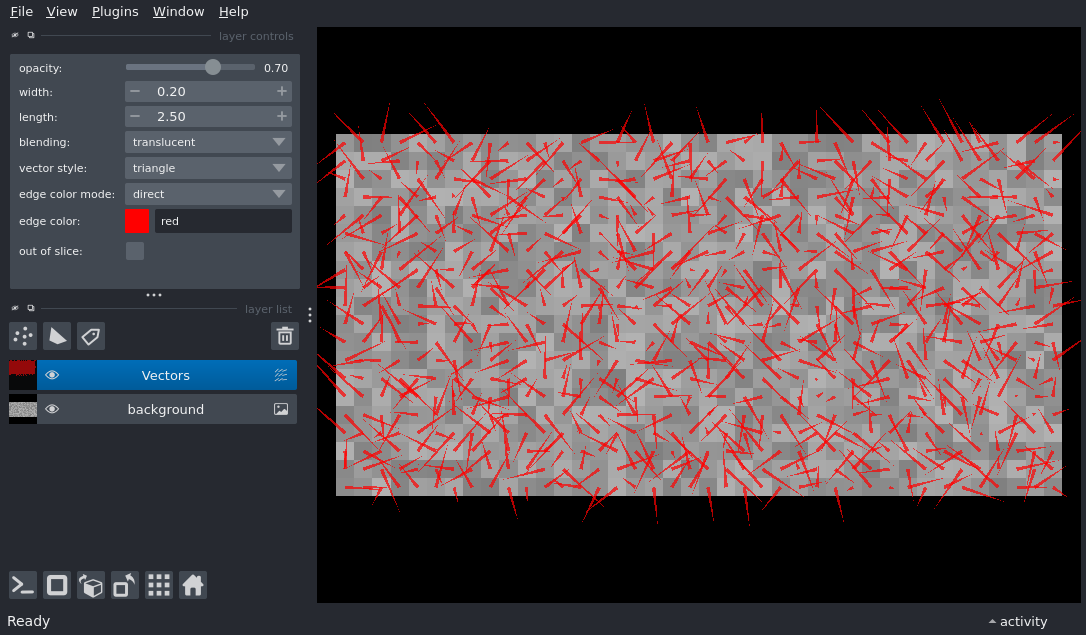 File View Plugins Window Help
layer controls
opacity: 0.70
width: − 0.20 +
length: − 2.50 +
blending: translucent
vector style: triangle
edge color mode: direct
edge color: red
out of slice:
layer list
Vectors
background
Ready
activity